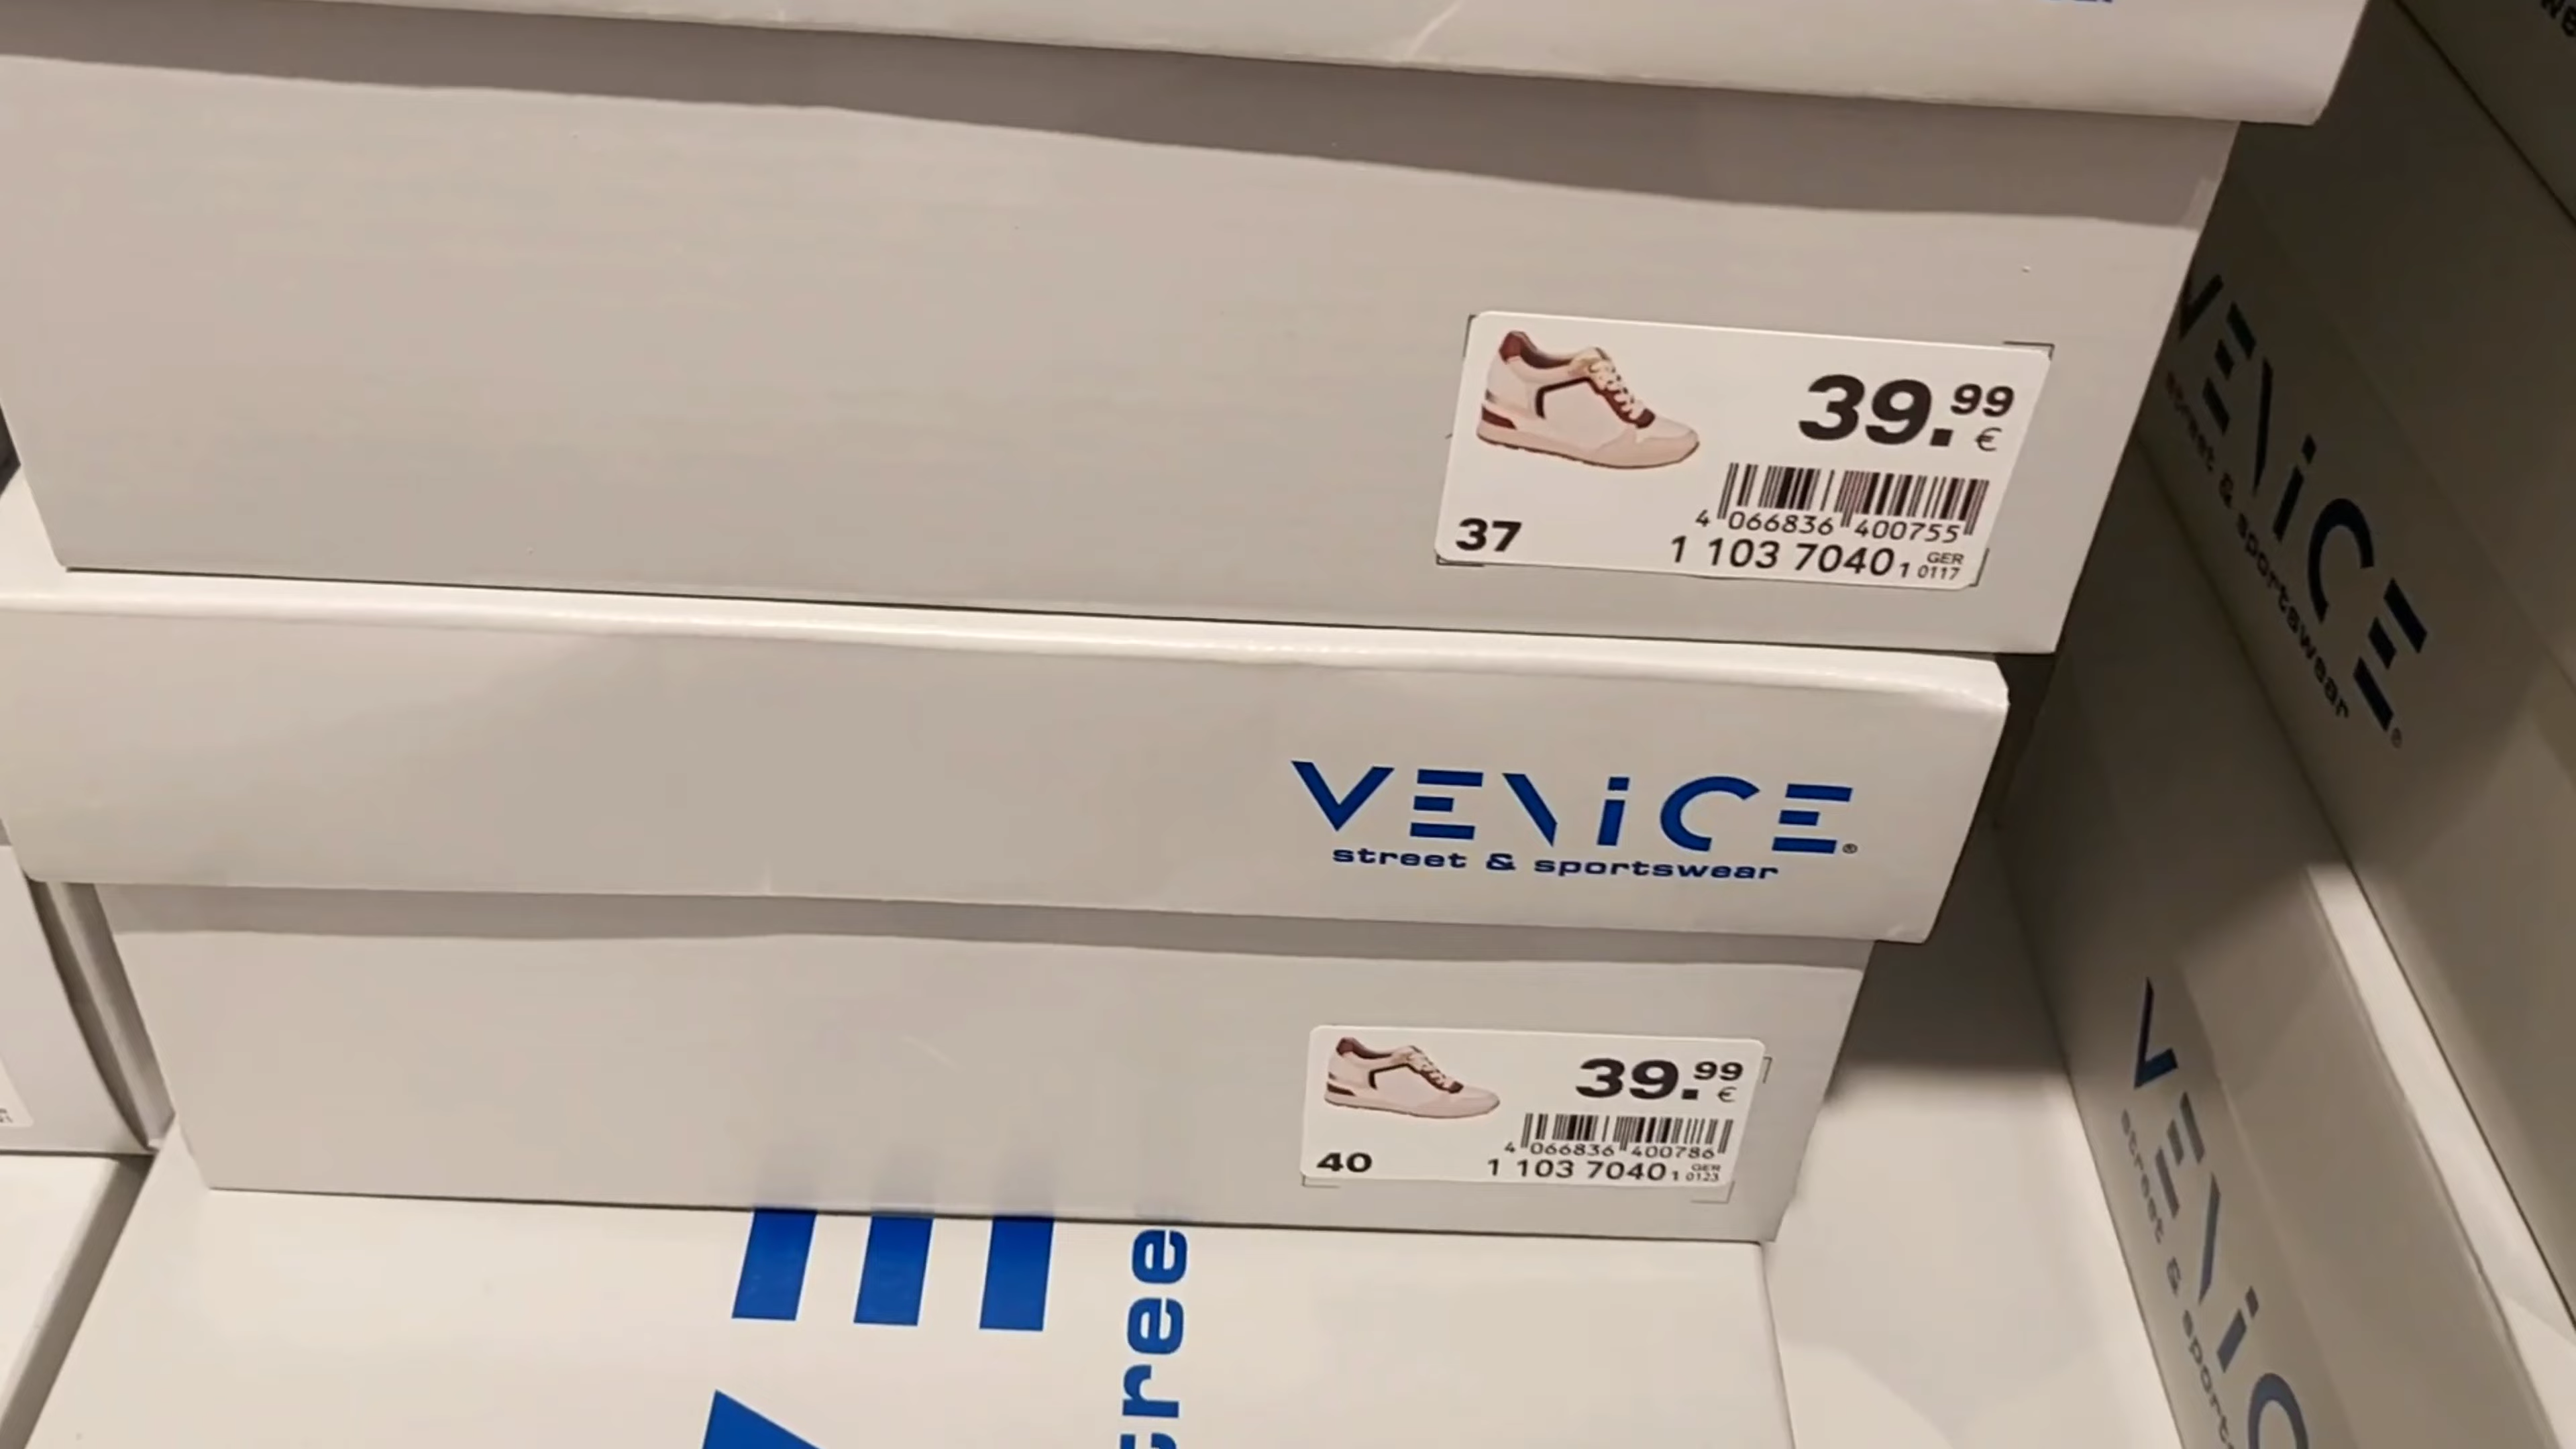 39.99
€
4 066836 400755
37
1 103 7040 1 GER 0117
VENiCE®
street & sportswear
39.99
€
4 066836 400786
40
1 103 7040 1 GER 0123
VENiCE®
street & sportswear